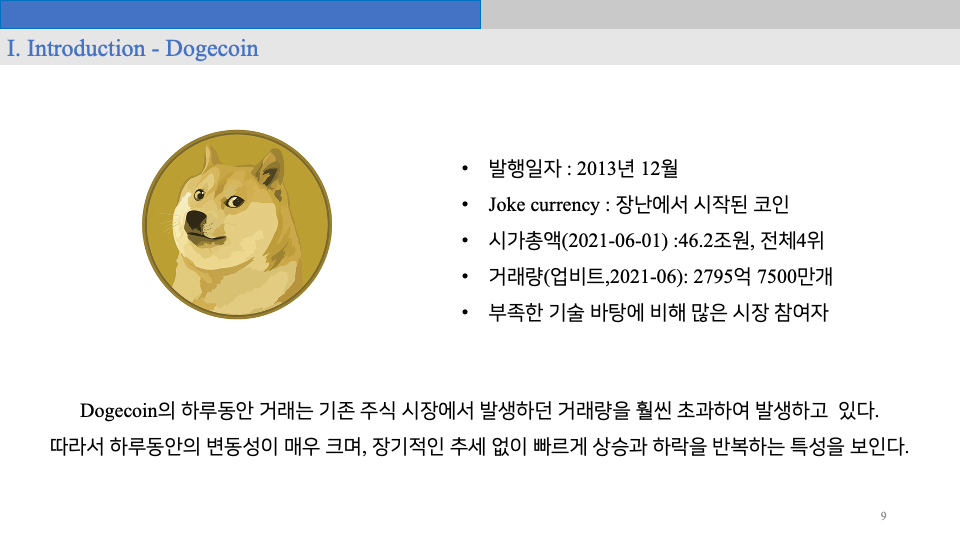 I. Introduction - Dogecoin
• 발행일자 : 2013년 12월
• Joke currency : 장난에서 시작된 코인
• 시가총액(2021-06-01) :46.2조원, 전체4위
• 거래량(업비트,2021-06): 2795억 7500만개
• 부족한 기술 바탕에 비해 많은 시장 참여자
Dogecoin의 하루동안 거래는 기존 주식 시장에서 발생하던 거래량을 훨씬 초과하여 발생하고 있다.
따라서 하루동안의 변동성이 매우 크며, 장기적인 추세 없이 빠르게 상승과 하락을 반복하는 특성을 보인다.
9